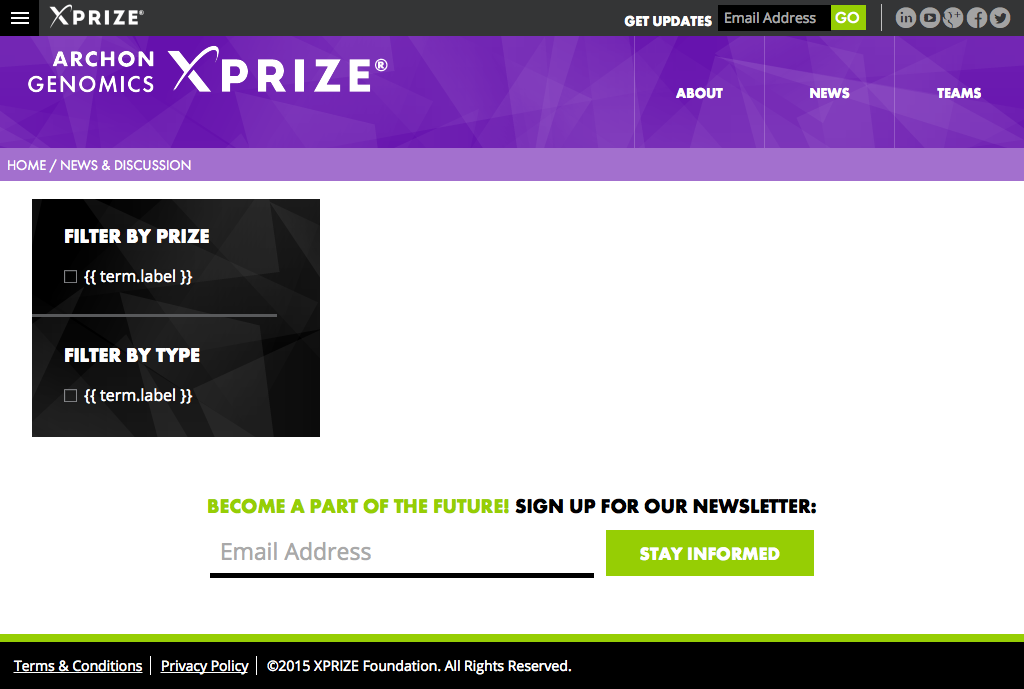 XPRIZE®
GET UPDATES Email Address GO
ARCHON
GENOMICS
XPRIZE®
ABOUT NEWS TEAMS
HOME / NEWS & DISCUSSION
FILTER BY PRIZE
{{ term.label }}
FILTER BY TYPE
{{ term.label }}
BECOME A PART OF THE FUTURE! SIGN UP FOR OUR NEWSLETTER:
Email Address STAY INFORMED
Terms & Conditions Privacy Policy ©2015 XPRIZE Foundation. All Rights Reserved.